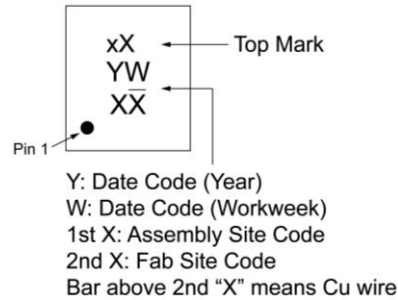 xX
Top Mark
YW
XX̅
Pin 1
Y: Date Code (Year)
W: Date Code (Workweek)
1st X: Assembly Site Code
2nd X: Fab Site Code
Bar above 2nd “X” means Cu wire